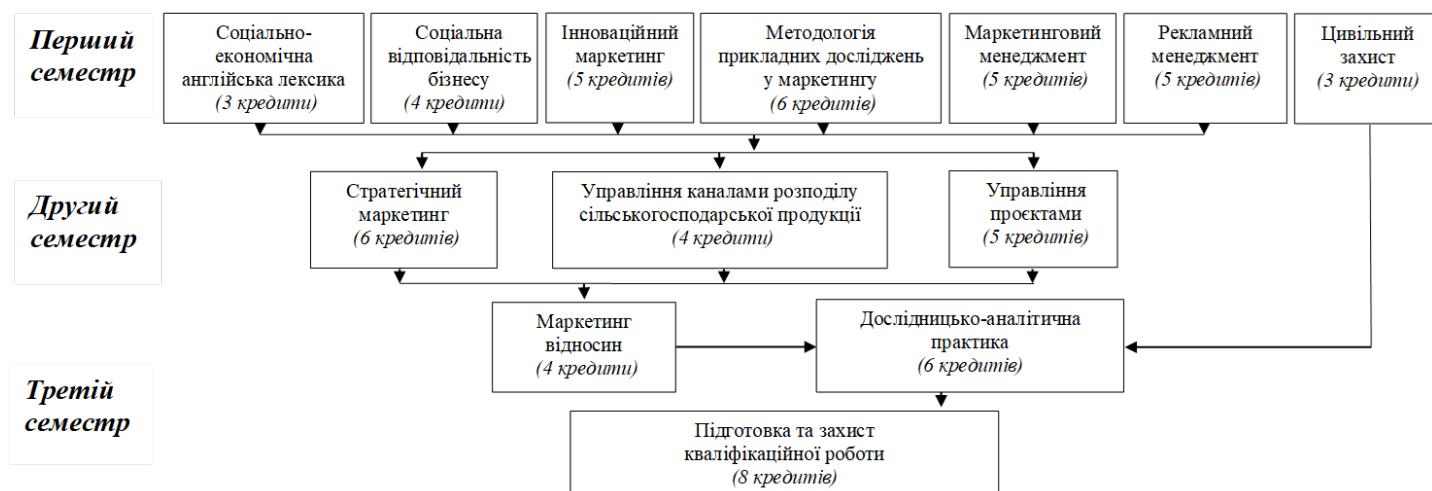 Перший
семестр
Соціально-
економічна
англійська лексика
(3 кредити)
Соціальна
відповідальність
бізнесу
(4 кредити)
Інноваційний
маркетинг
(5 кредитів)
Методологія
прикладних досліджень
у маркетингу
(6 кредитів)
Маркетинговий
менеджмент
(5 кредитів)
Рекламний
менеджмент
(5 кредитів)
Цивільний
захист
(3 кредити)
Другий
семестр
Стратегічний
маркетинг
(6 кредитів)
Управління каналами розподілу
сільськогосподарської продукції
(4 кредити)
Управління
проєктами
(5 кредитів)
Маркетинг
відносин
(4 кредити)
Дослідницько-аналітична
практика
(6 кредитів)
Третій
семестр
Підготовка та захист
кваліфікаційної роботи
(8 кредитів)